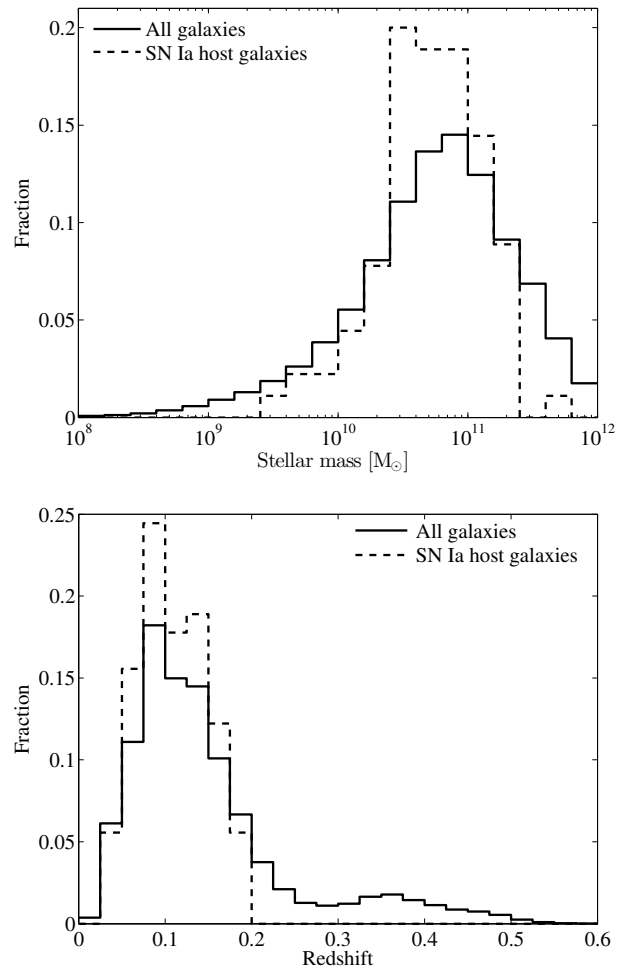 0.2
0.15
0.1
0.05
0
Fraction
All galaxies
SN Ia host galaxies
10^8
10^9
10^10
10^11
10^12
Stellar mass [M_⊙]
0.25
0.2
0.15
0.1
0.05
0
Fraction
All galaxies
SN Ia host galaxies
0
0.1
0.2
0.3
0.4
0.5
0.6
Redshift